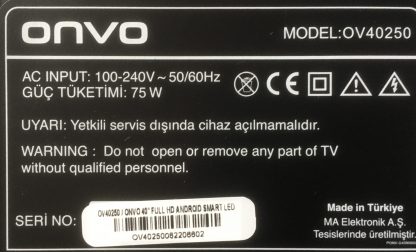 onvo
MODEL:OV40250
AC INPUT: 100-240V ~ 50/60Hz
GÜÇ TÜKETİMİ: 75 W
CE
UYARI: Yetkili servis dışında cihaz açılmamalıdır.
WARNING : Do not open or remove any part of TV
without qualified personnel.
SERİ NO:
OV40250 / ONVO 40" FULL HD ANDROID SMART LED
OV40250062208602
Made in Türkiye
MA Elektronik A.Ş.
Tesislerinde üretilmiştir.